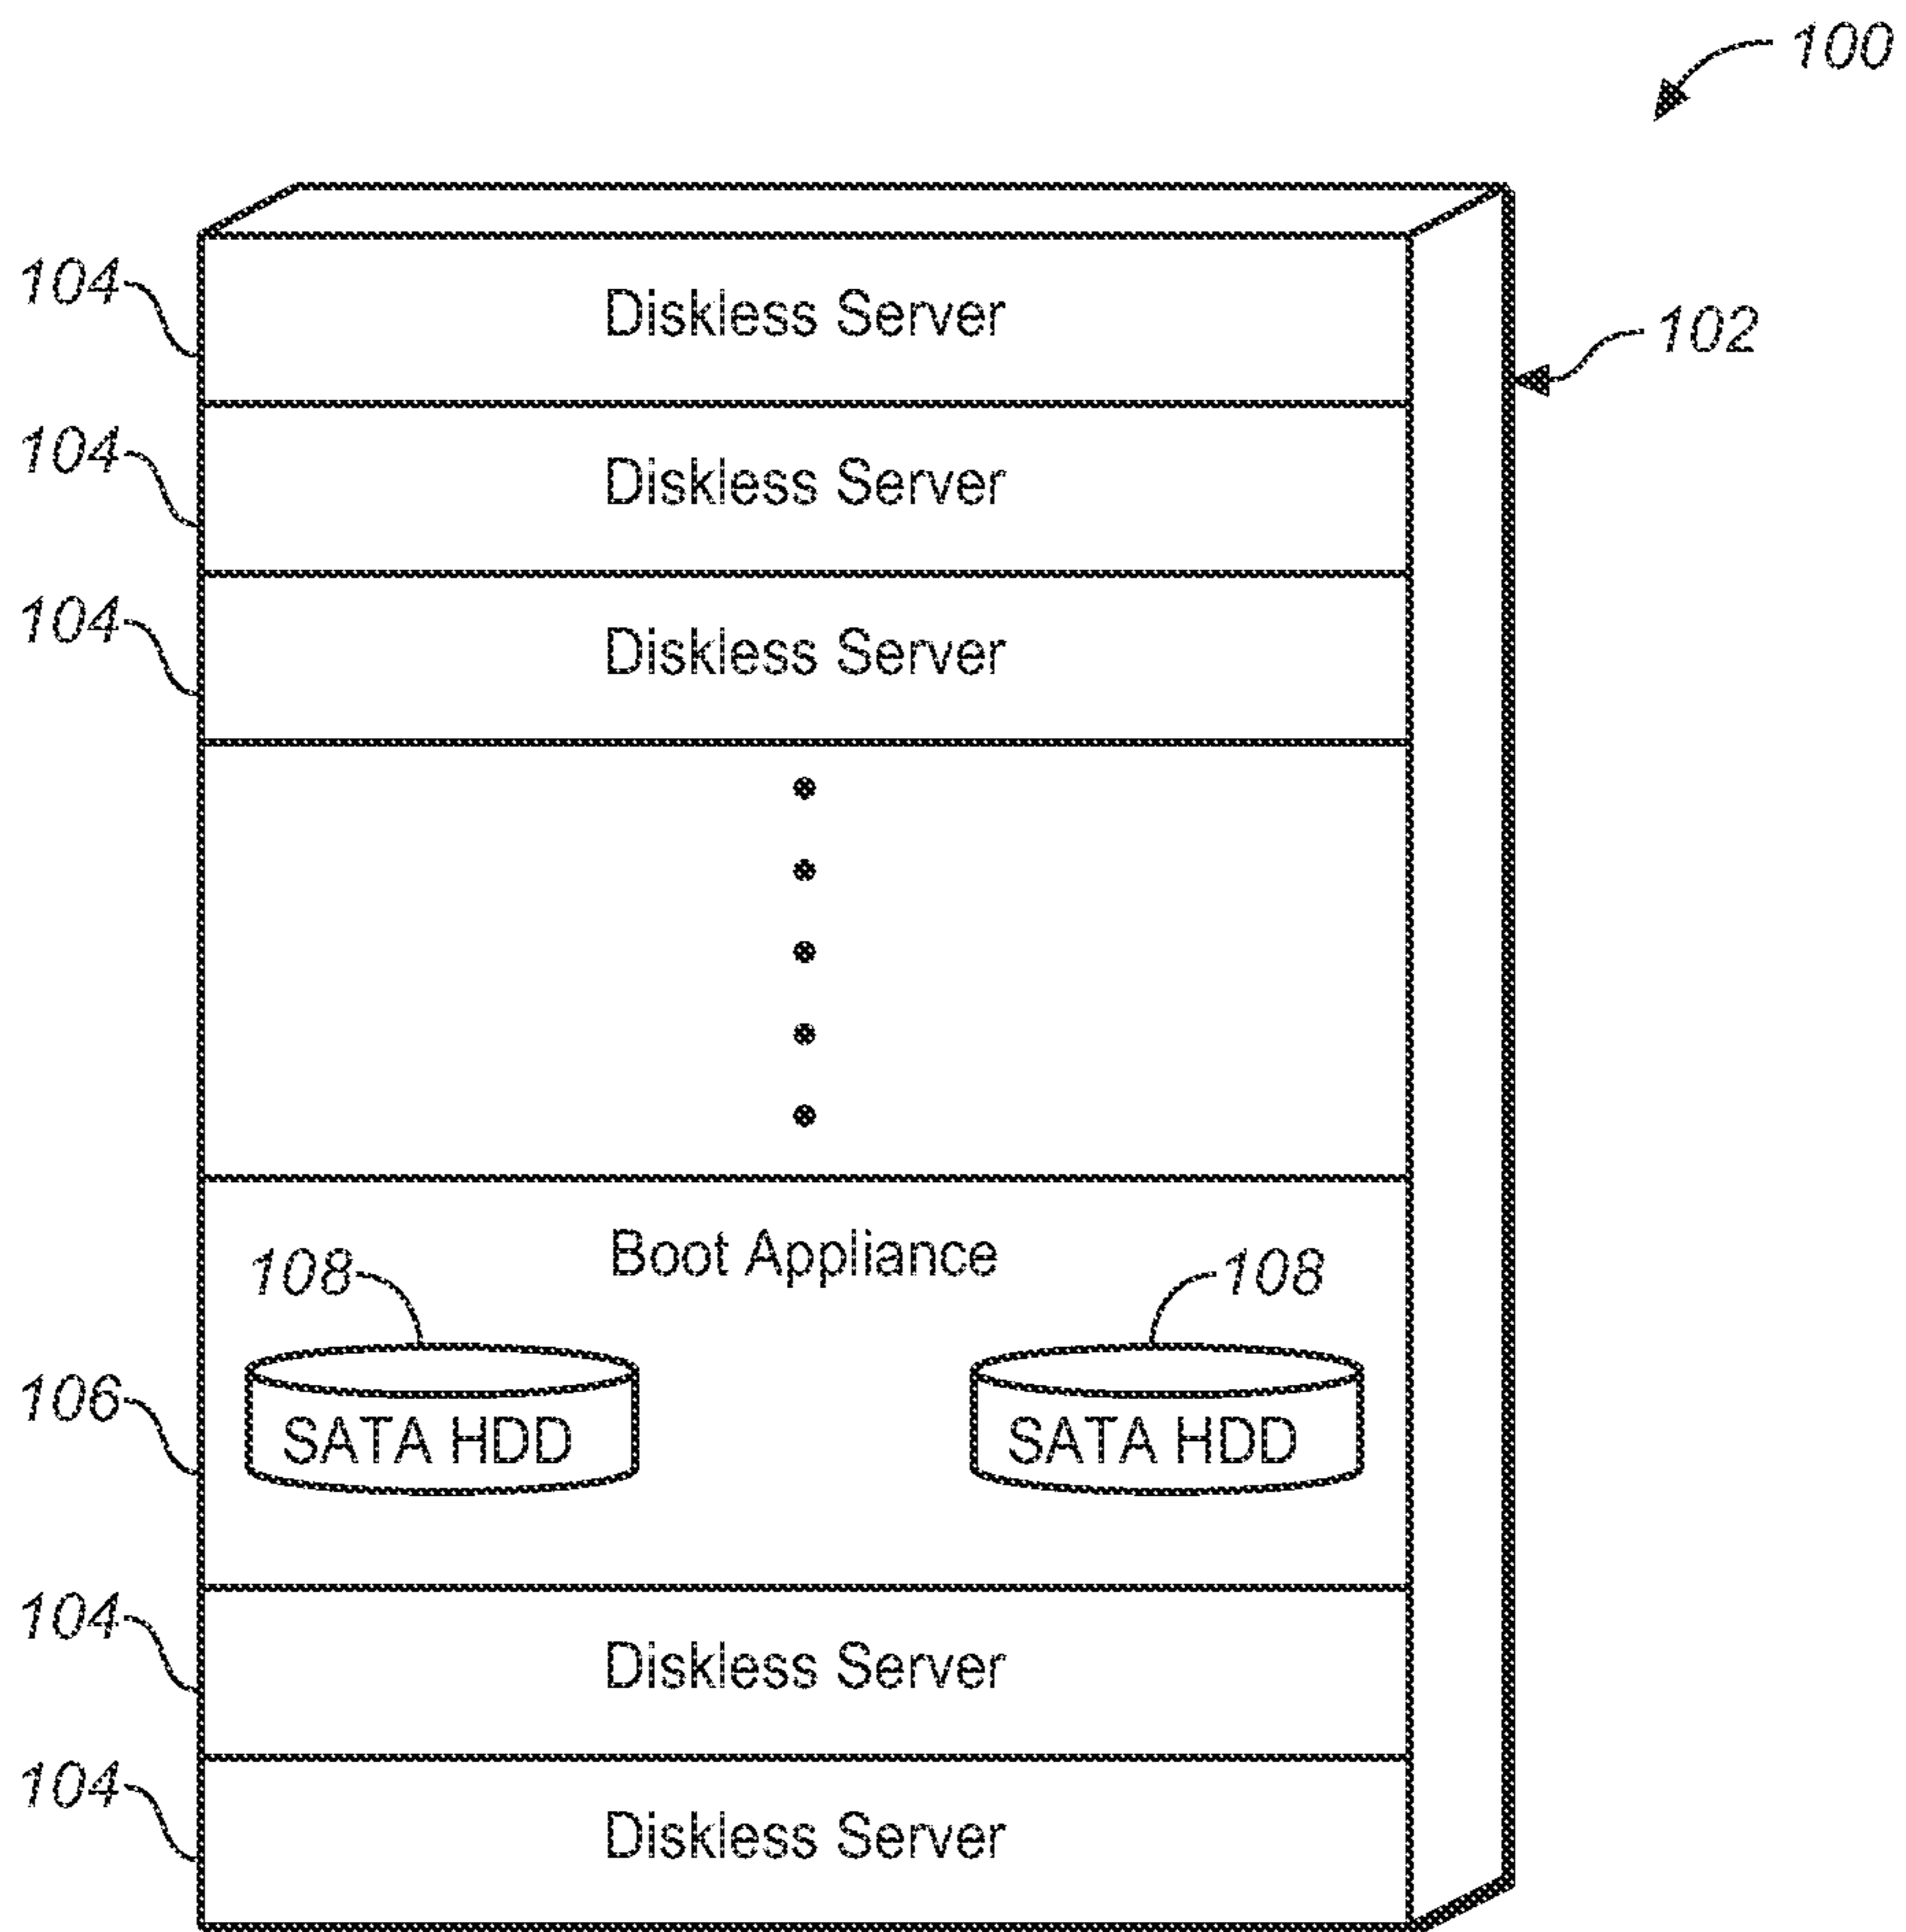 100
104
Diskless Server
102
104
Diskless Server
104
Diskless Server
Boot Appliance
108
108
106
SATA HDD
SATA HDD
104
Diskless Server
104
Diskless Server